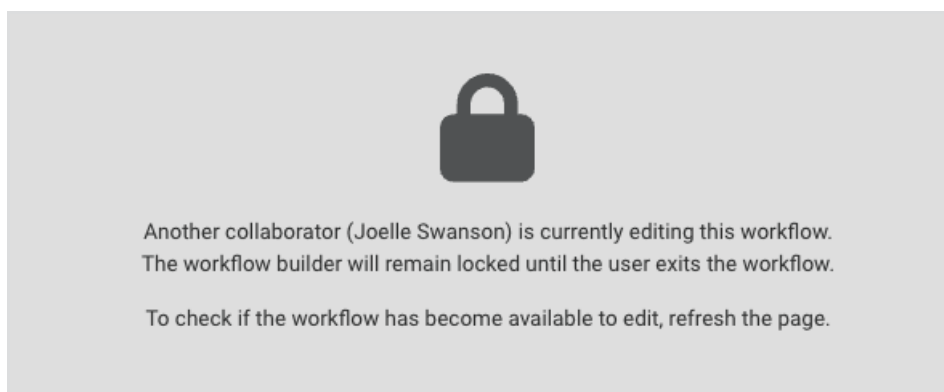 Another collaborator (Joelle Swanson) is currently editing this workflow.
The workflow builder will remain locked until the user exits the workflow.
To check if the workflow has become available to edit, refresh the page.